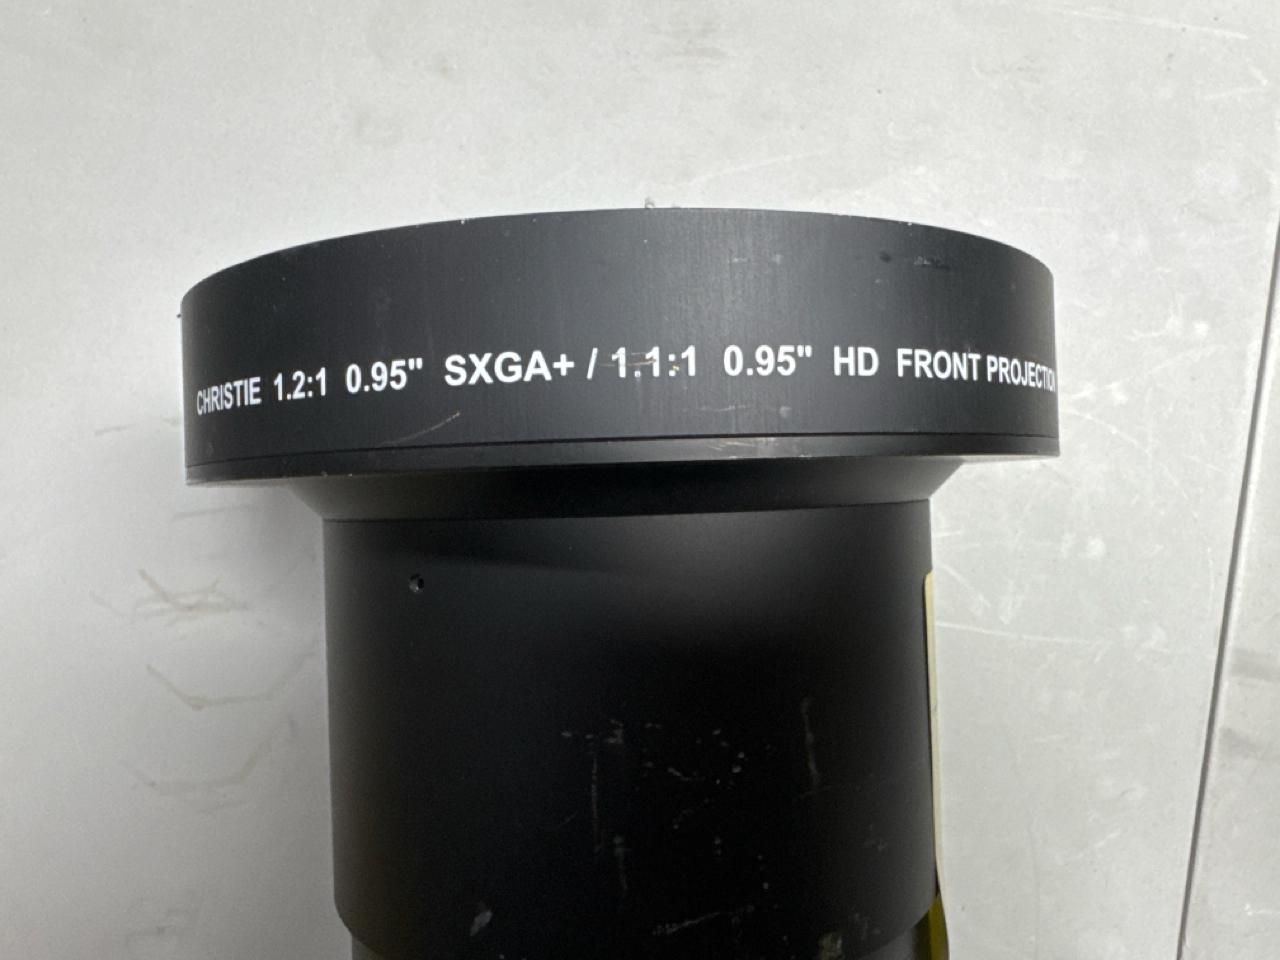 CHRISTIE 1.2:1 0.95" SXGA+ / 1.1:1 0.95" HD FRONT PROJECTION